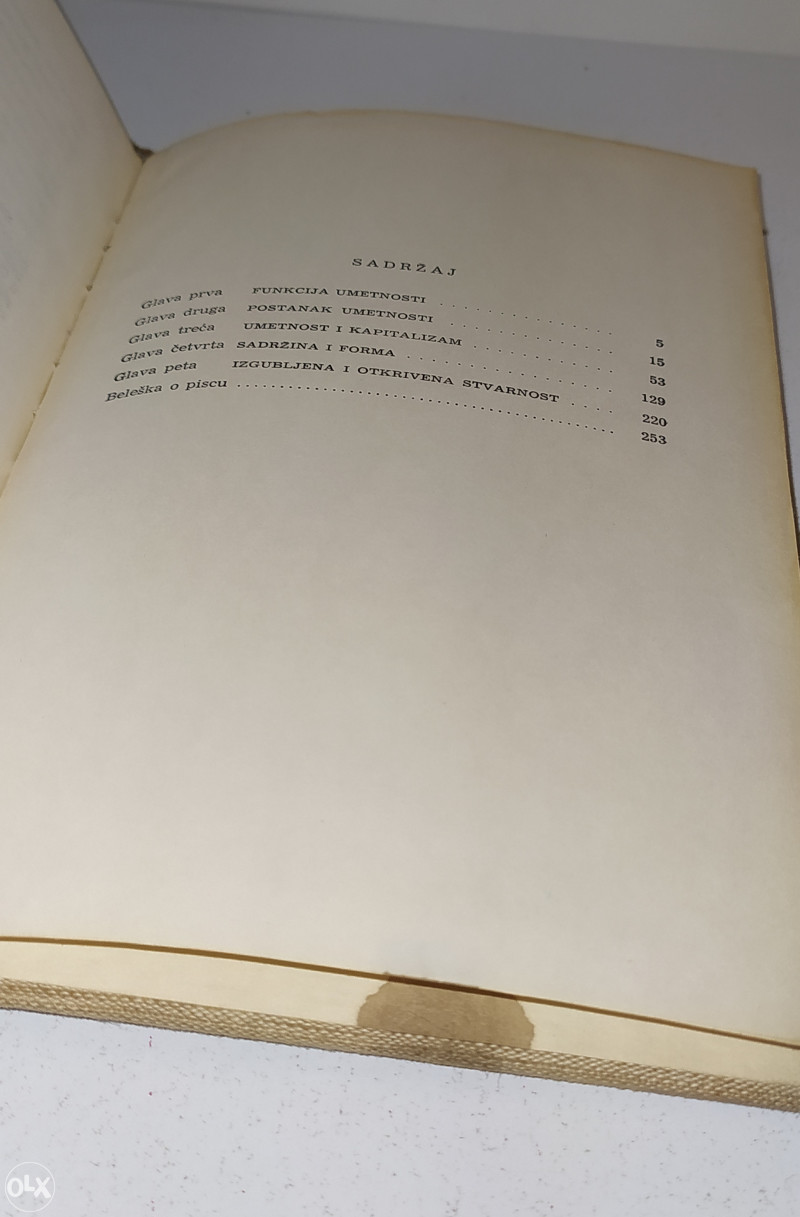 SADRŽAJ
Glava prva FUNKCIJA UMETNOSTI . . . . . . . . . . . . . 5
Glava druga POSTANAK UMETNOSTI . . . . . . . . . . . . 15
Glava treća UMETNOST I KAPITALIZAM . . . . . . . . . . 53
Glava četvrta SADRŽINA I FORMA . . . . . . . . . . . . . 129
Glava peta IZGUBLJENA I OTKRIVENA STVARNOST . . . . 220
Beleška o piscu . . . . . . . . . . . . . . . . . . . . . . . . . . . . . . . 253
OLX